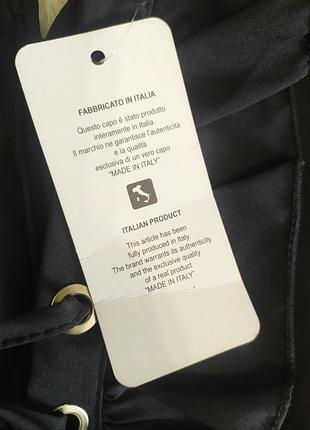 FABBRICATO IN ITALIA
Questo capo é stato prodotto
interamente in Italia.
Il marchio ne garantisce l'autenticità
e la qualità
esclusiva di un vero capo
"MADE IN ITALY".
ITALIAN PRODUCT
This article has been
fully produced in Italy.
The brand warrants its authenticity
and the exclusive quality
of a real product
"MADE IN ITALY".